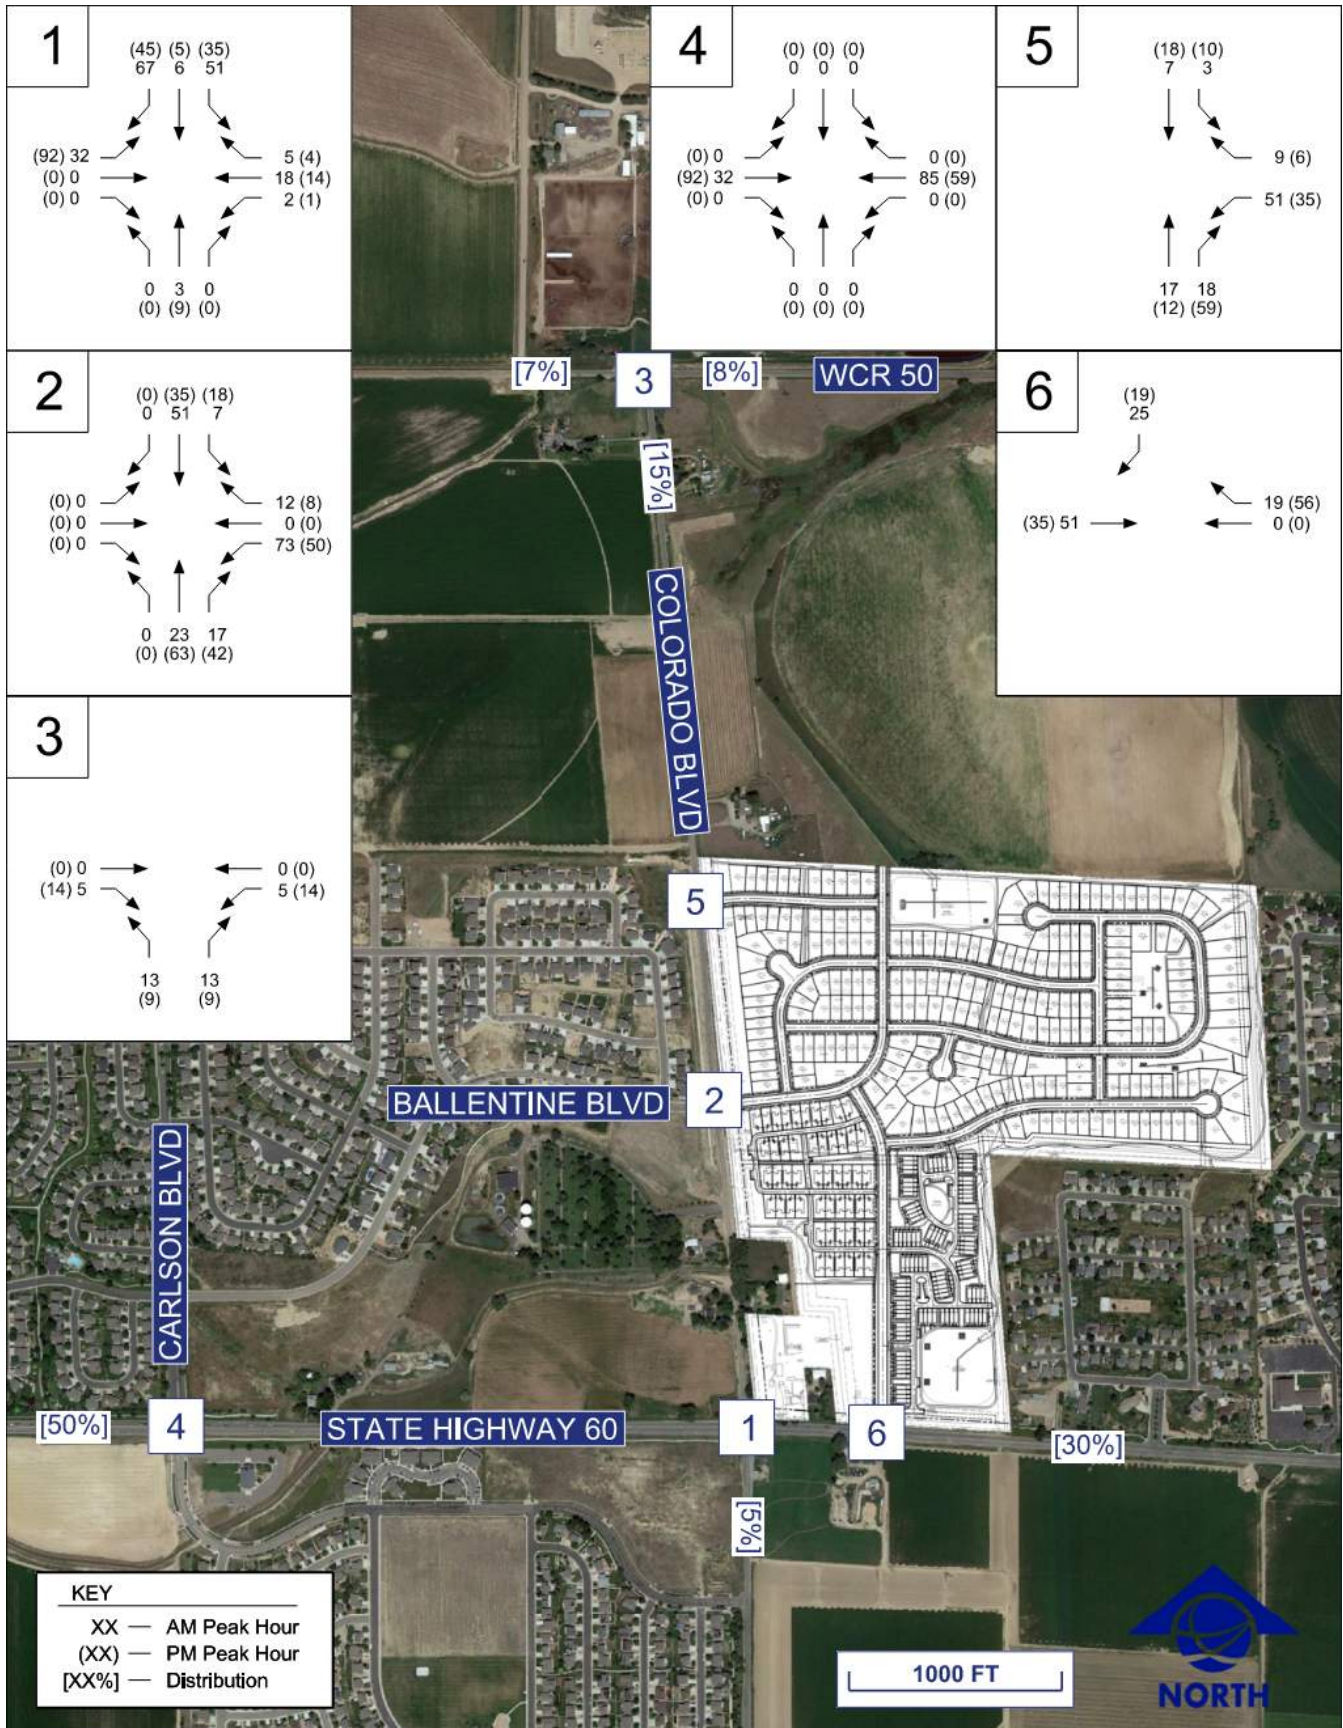 1
(45) (5) (35)
67 6 51
(92) 32
(0) 0
(0) 0
5 (4)
18 (14)
2 (1)
0 3 0
(0) (9) (0)
4
(0) (0) (0)
0 0 0
(0) 0
(92) 32
(0) 0
0 (0)
85 (59)
0 (0)
0 0 0
(0) (0) (0)
5
(18) (10)
7 3
9 (6)
51 (35)
17 18
(12) (59)
2
(0) (35) (18)
0 51 7
(0) 0
(0) 0
(0) 0
12 (8)
0 (0)
73 (50)
0 23 17
(0) (63) (42)
[7%]
3
[8%]
WCR 50
6
(19)
25
(35) 51
19 (56)
0 (0)
[15%]
COLORADO BLVD
3
(0) 0
(14) 5
0 (0)
5 (14)
13 13
(9) (9)
5
BALLENTINE BLVD
2
CARLSON BLVD
[50%]
4
STATE HIGHWAY 60
1
6
[30%]
[5%]
KEY
XX — AM Peak Hour
(XX) — PM Peak Hour
[XX%] — Distribution
1000 FT
NORTH